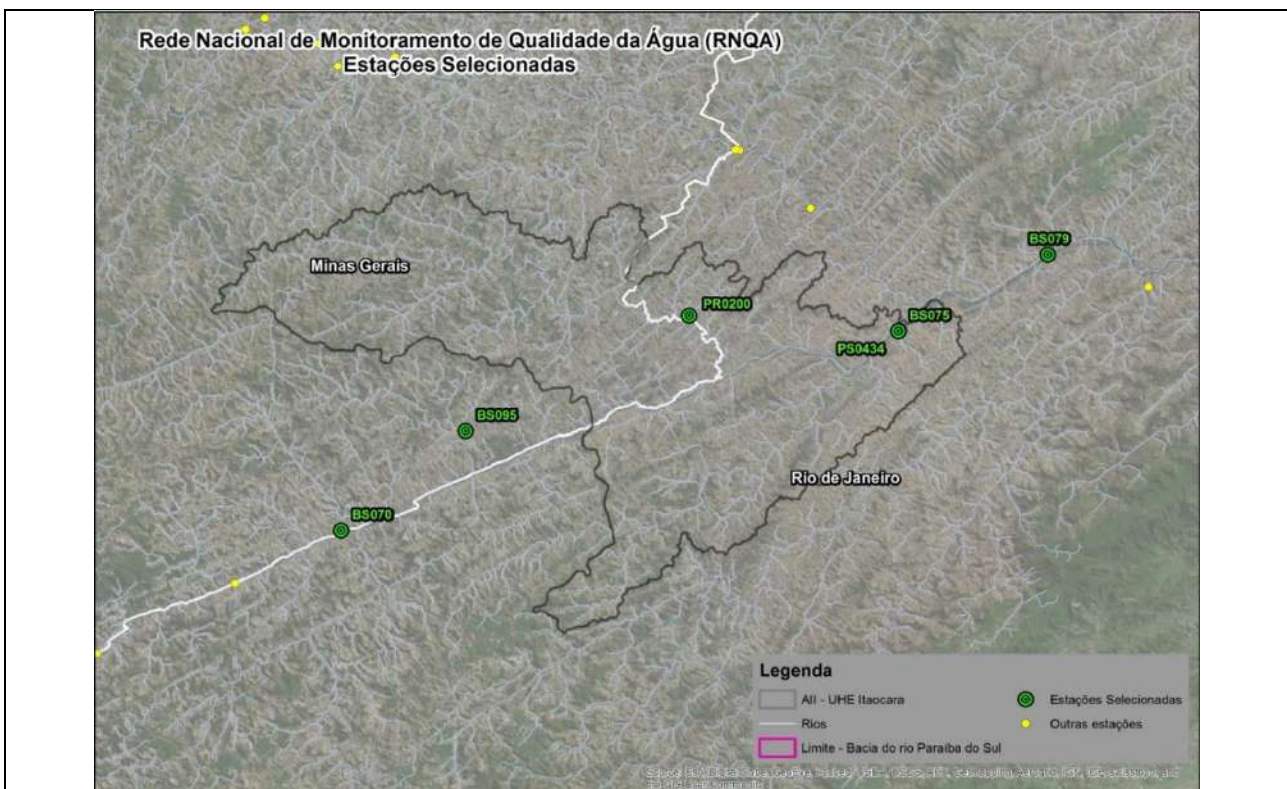 Rede Nacional de Monitoramento de Qualidade da Água (RNQA)
Estações Selecionadas
Minas Gerais
BS079
PR0200
BS075
PS0434
BS095
Rio de Janeiro
BS070
Legenda
AII - UHE Itaocara
Estações Selecionadas
Rios
Outras estações
Limite - Bacia do rio Paraíba do Sul